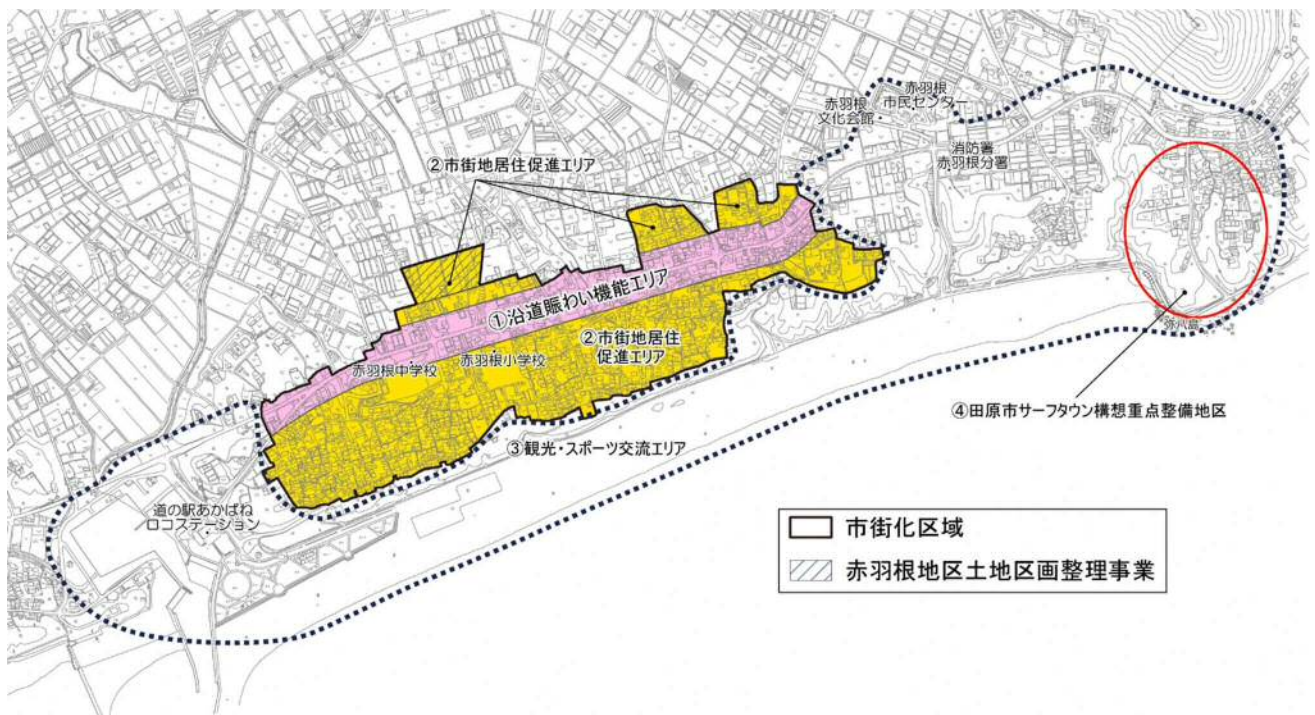 赤羽根
市民センター
赤羽根
文化会館
消防署
赤羽根分署
②市街地居住促進エリア
①沿道賑わい機能エリア
②市街地居住
促進エリア
赤羽根小学校
赤羽根中学校
弥八島
④田原市サーフタウン構想重点整備地区
③観光・スポーツ交流エリア
道の駅あかばね
ロコステーション
市街化区域
赤羽根地区土地区画整理事業